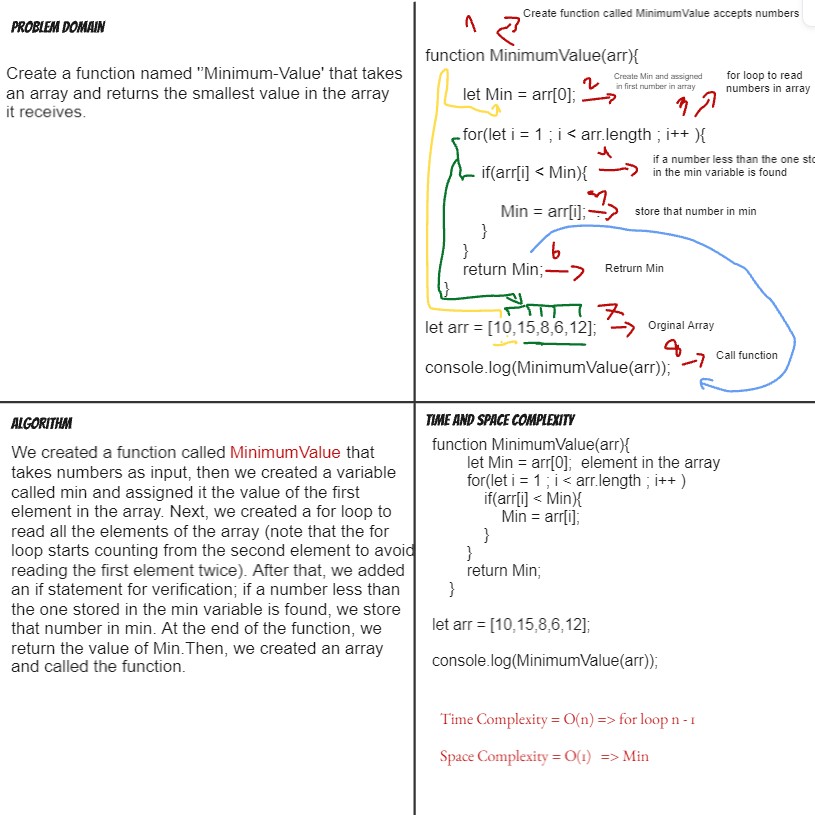 PROBLEM DOMAIN
Create a function named "Minimum-Value' that takes
an array and returns the smallest value in the array
it receives.
1
Create function called MinimumValue accepts numbers
function MinimumValue(arr){
let Min = arr[0];
2
Create Min and assigned
in first number in array
3
for loop to read
numbers in array
for(let i = 1 ; i < arr.length ; i++ ){
if(arr[i] < Min){
4
if a number less than the one sto
in the min variable is found
Min = arr[i];
store that number in min
}
}
return Min;
6
Retrurn Min
}
let arr = [10,15,8,6,12];
7
Orginal Array
console.log(MinimumValue(arr));
8
Call function
ALGORITHM
We created a function called MinimumValue that
takes numbers as input, then we created a variable
called min and assigned it the value of the first
element in the array. Next, we created a for loop to
read all the elements of the array (note that the for
loop starts counting from the second element to avoid
reading the first element twice). After that, we added
an if statement for verification; if a number less than
the one stored in the min variable is found, we store
that number in min. At the end of the function, we
return the value of Min.Then, we created an array
and called the function.
TIME AND SPACE COMPLEXITY
function MinimumValue(arr){
let Min = arr[0];  element in the array
for(let i = 1 ; i < arr.length ; i++ )
if(arr[i] < Min){
Min = arr[i];
}
}
return Min;
}
let arr = [10,15,8,6,12];
console.log(MinimumValue(arr));
Time Complexity = O(n) => for loop n - 1
Space Complexity = O(1)  => Min